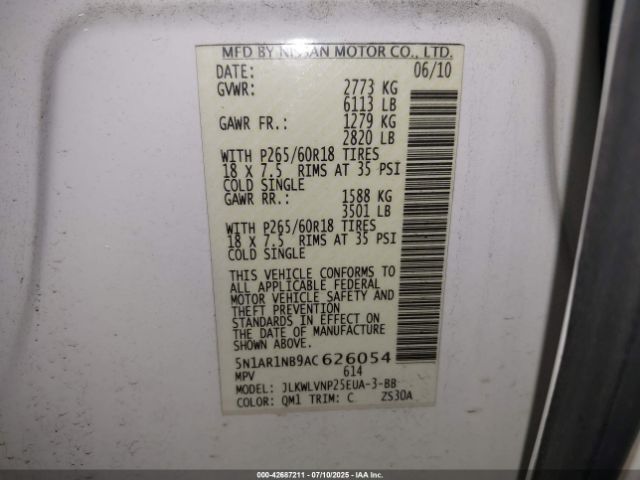 MFD BY NISSAN MOTOR CO., LTD.
DATE: 06/10
GVWR: 2773 KG
6113 LB
GAWR FR.: 1279 KG
2820 LB
WITH P265/60R18 TIRES
18 X 7.5 RIMS AT 35 PSI
COLD SINGLE
GAWR RR.: 1588 KG
3501 LB
WITH P265/60R18 TIRES
18 X 7.5 RIMS AT 35 PSI
COLD SINGLE
THIS VEHICLE CONFORMS TO
ALL APPLICABLE FEDERAL
MOTOR VEHICLE SAFETY AND
THEFT PREVENTION
STANDARDS IN EFFECT ON
THE DATE OF MANUFACTURE
SHOWN ABOVE.
5N1AR1NB9AC626054
MPV 614
MODEL: JLKWLVNP25EUA-3-BB
COLOR: QM1 TRIM: C ZS30A
000-42687211 - 07/10/2025 - IAA Inc.